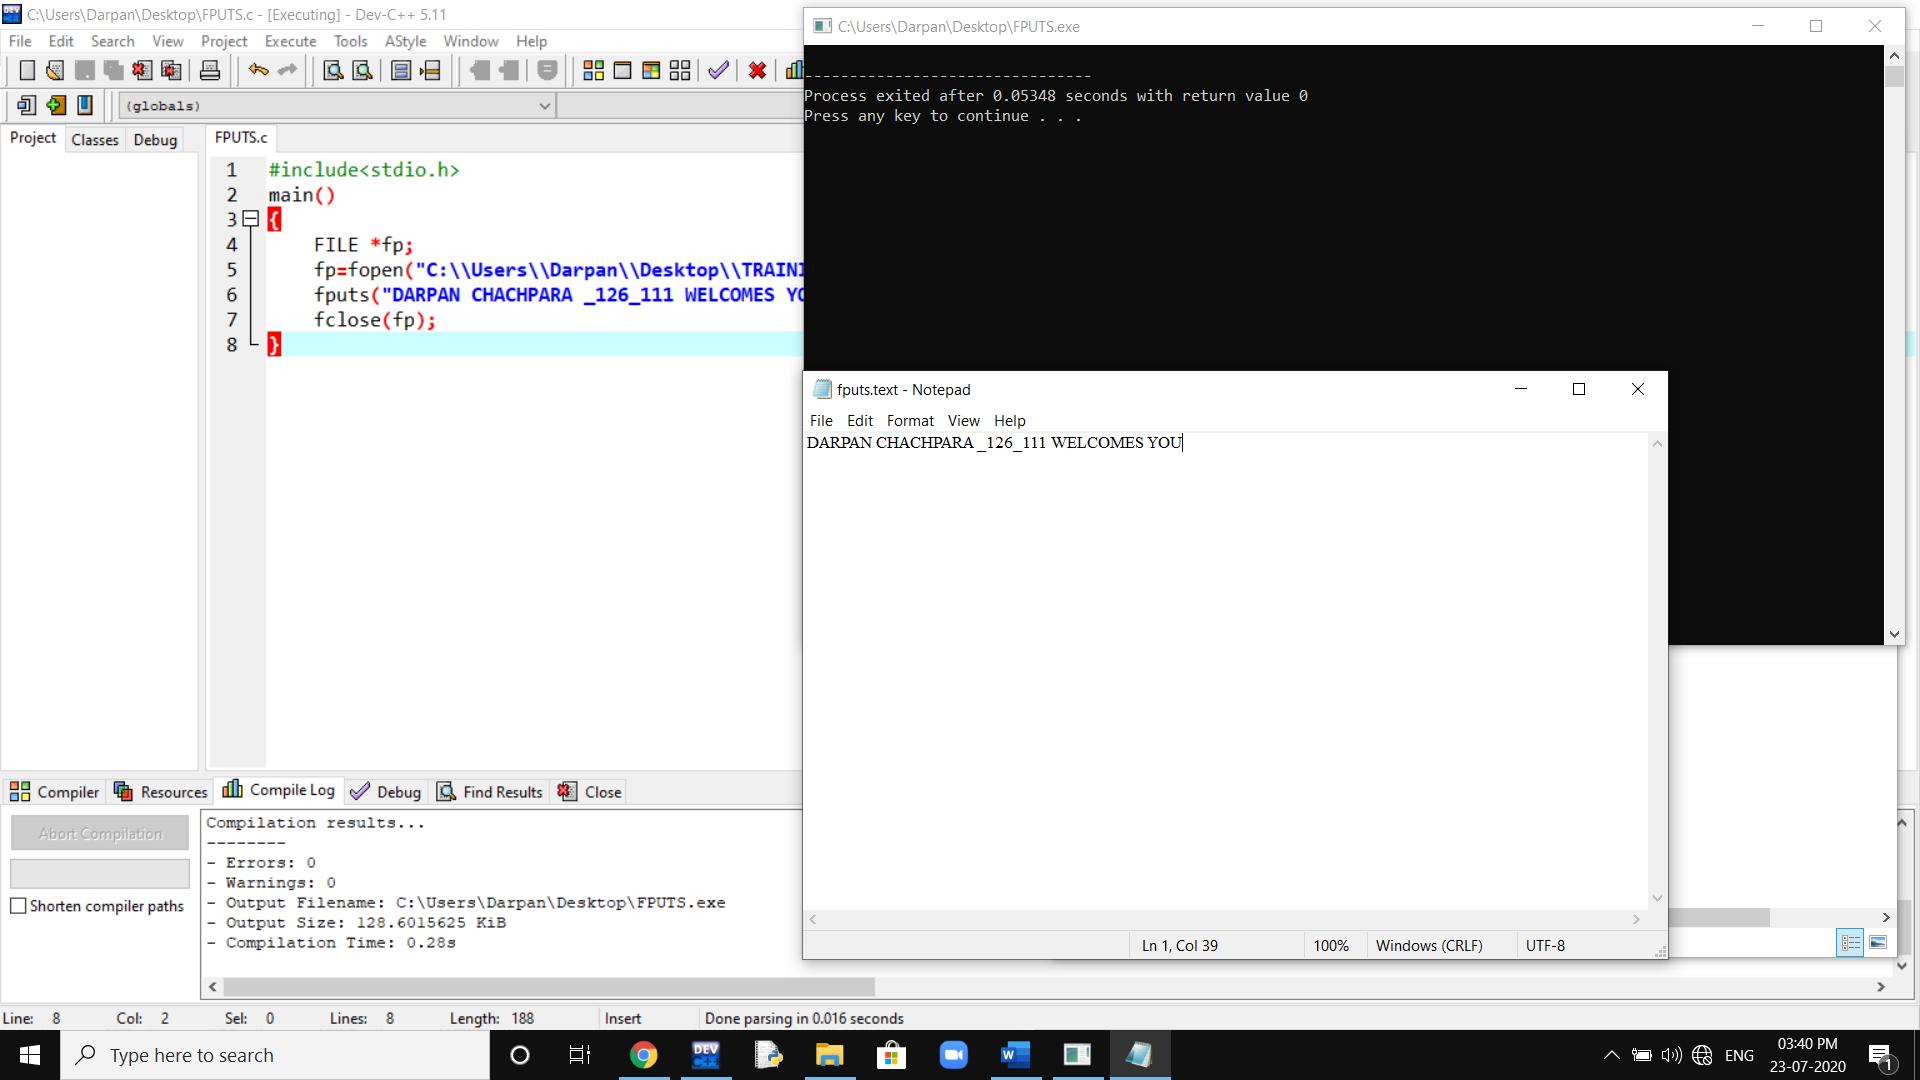 C:\Users\Darpan\Desktop\FPUTS.c - [Executing] - Dev-C++ 5.11
File Edit Search View Project Execute Tools AStyle Window Help
(globals)
Project Classes Debug
FPUTS.c
1 #include<stdio.h>
2 main()
3 {
4 FILE *fp;
5 fp=fopen("C:\\Users\\Darpan\\Desktop\\TRAINI
6 fputs("DARPAN CHACHPARA _126_111 WELCOMES YO
7 fclose(fp);
8 }
C:\Users\Darpan\Desktop\FPUTS.exe
--------------------------------
Process exited after 0.05348 seconds with return value 0
Press any key to continue . . .
fputs.text - Notepad
File Edit Format View Help
DARPAN CHACHPARA _126_111 WELCOMES YOU
Ln 1, Col 39 100% Windows (CRLF) UTF-8
Compiler Resources Compile Log Debug Find Results Close
Abort Compilation
Shorten compiler paths
Compilation results...
--------
- Errors: 0
- Warnings: 0
- Output Filename: C:\Users\Darpan\Desktop\FPUTS.exe
- Output Size: 128.6015625 KiB
- Compilation Time: 0.28s
Line: 8 Col: 2 Sel: 0 Lines: 8 Length: 188 Insert Done parsing in 0.016 seconds
Type here to search
DEV C++
ENG
03:40 PM
23-07-2020
1